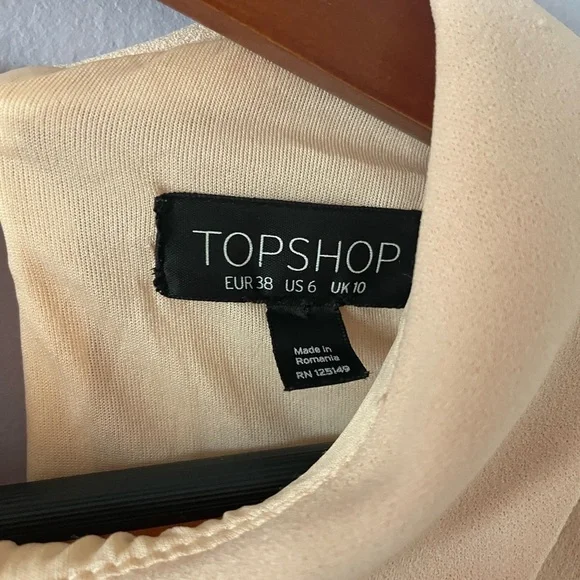 TOPSHOP
EUR 38 US 6 UK 10
Made in
Romania
RN 125149